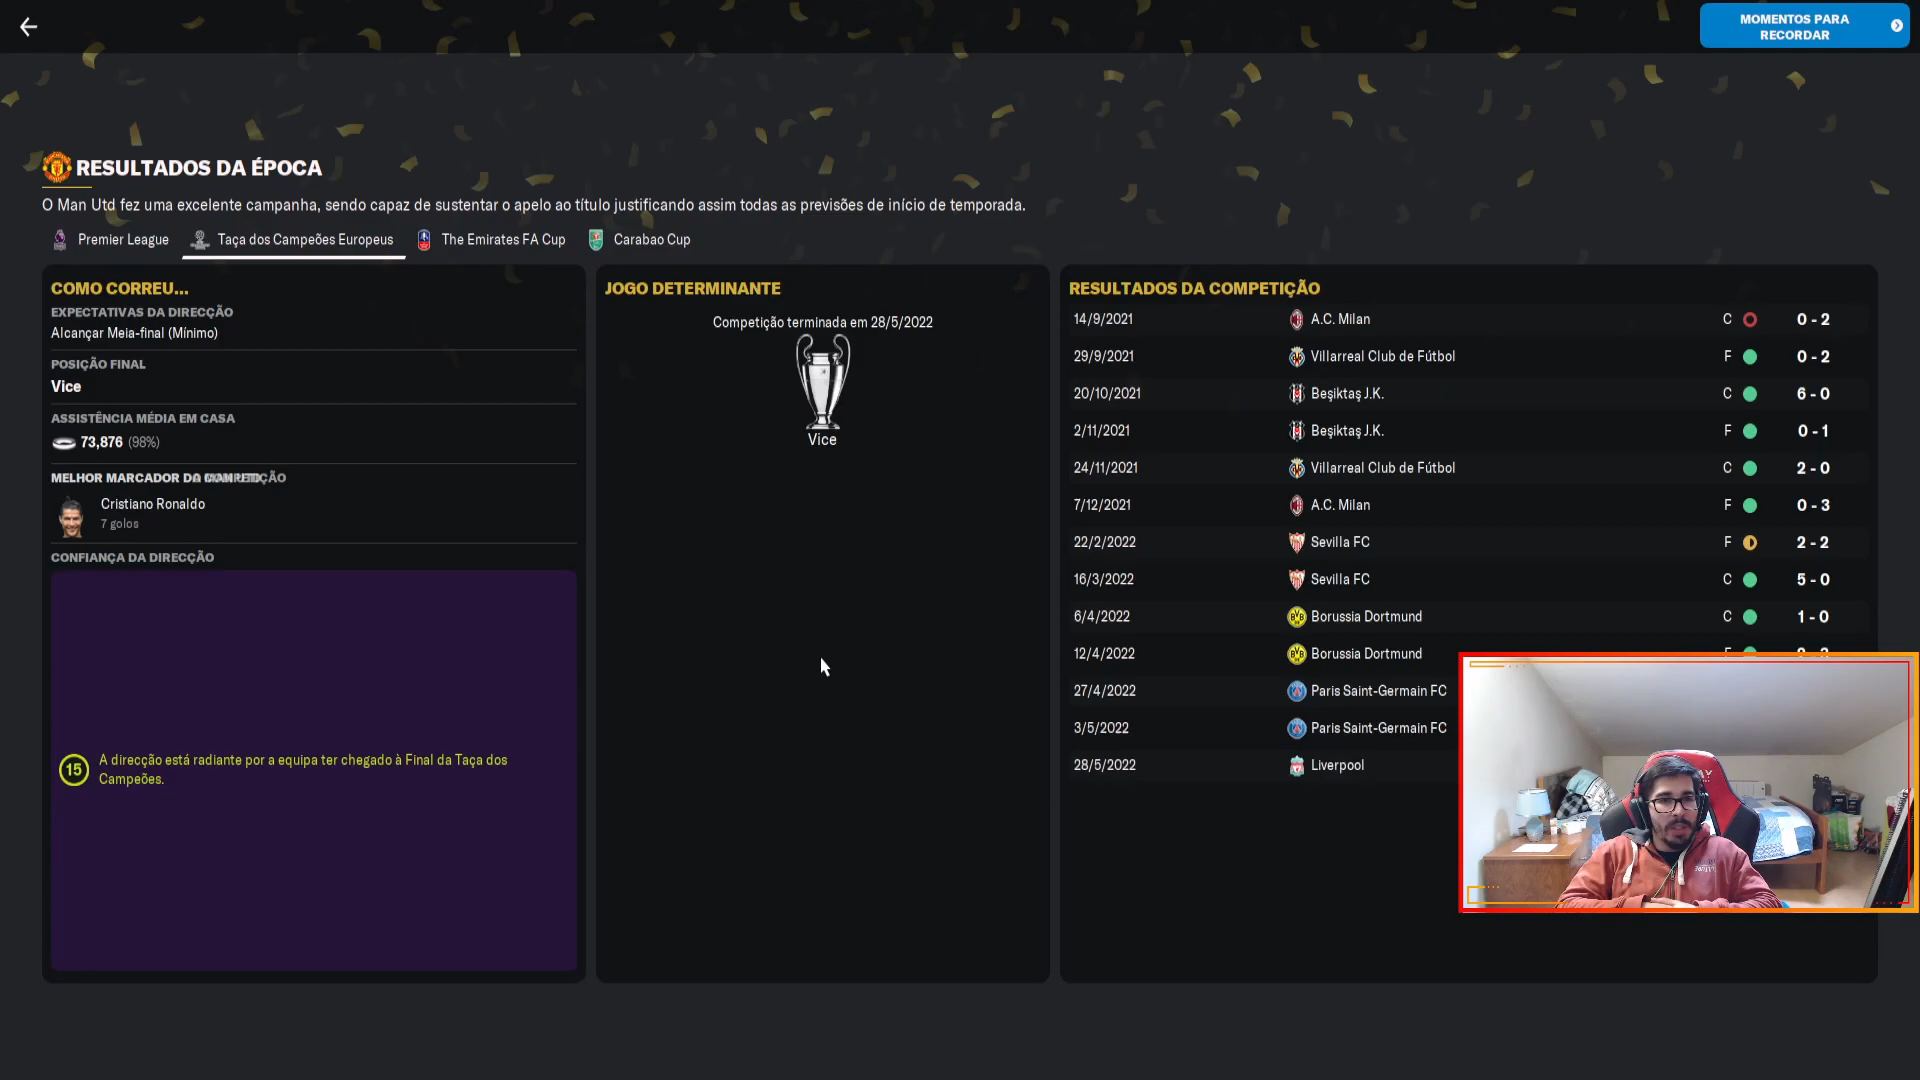 MOMENTOS PARA
RECORDAR
RESULTADOS DA ÉPOCA
O Man Utd fez uma excelente campanha, sendo capaz de sustentar o apelo ao título justificando assim todas as previsões de início de temporada.
Premier League Taça dos Campeões Europeus The Emirates FA Cup Carabao Cup
COMO CORREU...
EXPECTATIVAS DA DIRECÇÃO
Alcançar Meia-final (Mínimo)
POSIÇÃO FINAL
Vice
ASSISTÊNCIA MÉDIA EM CASA
73,876 (98%)
MELHOR MARCADOR
Cristiano Ronaldo
7 golos
CONFIANÇA DA DIRECÇÃO
15 A direcção está radiante por a equipa ter chegado à Final da Taça dos
Campeões.
JOGO DETERMINANTE
Competição terminada em 28/5/2022
Vice
RESULTADOS DA COMPETIÇÃO
14/9/2021 A.C. Milan C 0 - 2
29/9/2021 Villarreal Club de Fútbol F 0 - 2
20/10/2021 Beşiktaş J.K. C 6 - 0
2/11/2021 Beşiktaş J.K. F 0 - 1
24/11/2021 Villarreal Club de Fútbol C 2 - 0
7/12/2021 A.C. Milan F 0 - 3
22/2/2022 Sevilla FC F 2 - 2
16/3/2022 Sevilla FC C 5 - 0
6/4/2022 Borussia Dortmund C 1 - 0
12/4/2022 Borussia Dortmund
27/4/2022 Paris Saint-Germain FC
3/5/2022 Paris Saint-Germain FC
28/5/2022 Liverpool